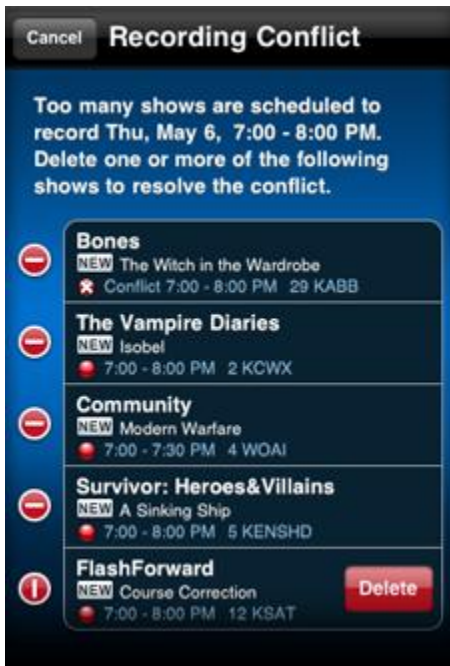 Cancel
Recording Conflict
Too many shows are scheduled to
record Thu, May 6, 7:00 - 8:00 PM.
Delete one or more of the following
shows to resolve the conflict.
Bones
NEW The Witch in the Wardrobe
Conflict 7:00 - 8:00 PM 29 KABB
The Vampire Diaries
NEW Isobel
7:00 - 8:00 PM 2 KCWX
Community
NEW Modern Warfare
7:00 - 7:30 PM 4 WOAI
Survivor: Heroes&Villains
NEW A Sinking Ship
7:00 - 8:00 PM 5 KENSHD
FlashForward
NEW Course Correction
7:00 - 8:00 PM 12 KSAT
Delete